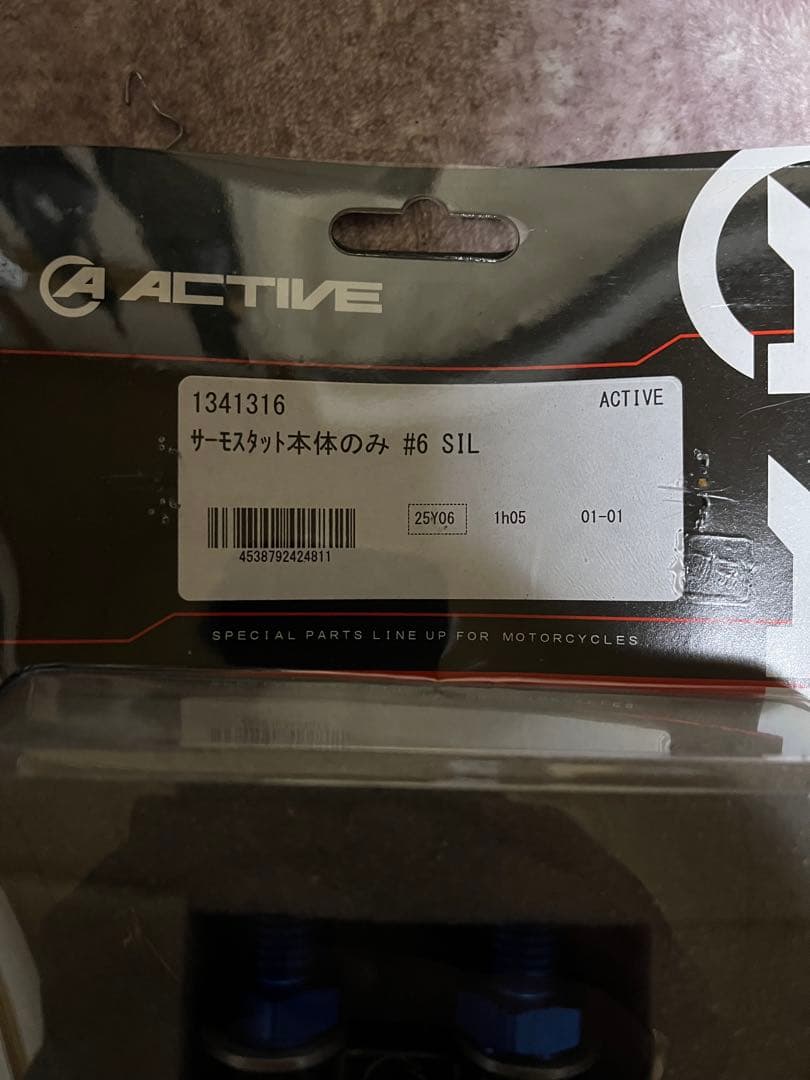 ACTIVE
1341316 ACTIVE
ｻｰﾓｽﾀｯﾄ本体のみ #6 SIL
25Y06 1h05 01-01
4538792424811
SPECIAL PARTS LINE UP FOR MOTORCYCLES